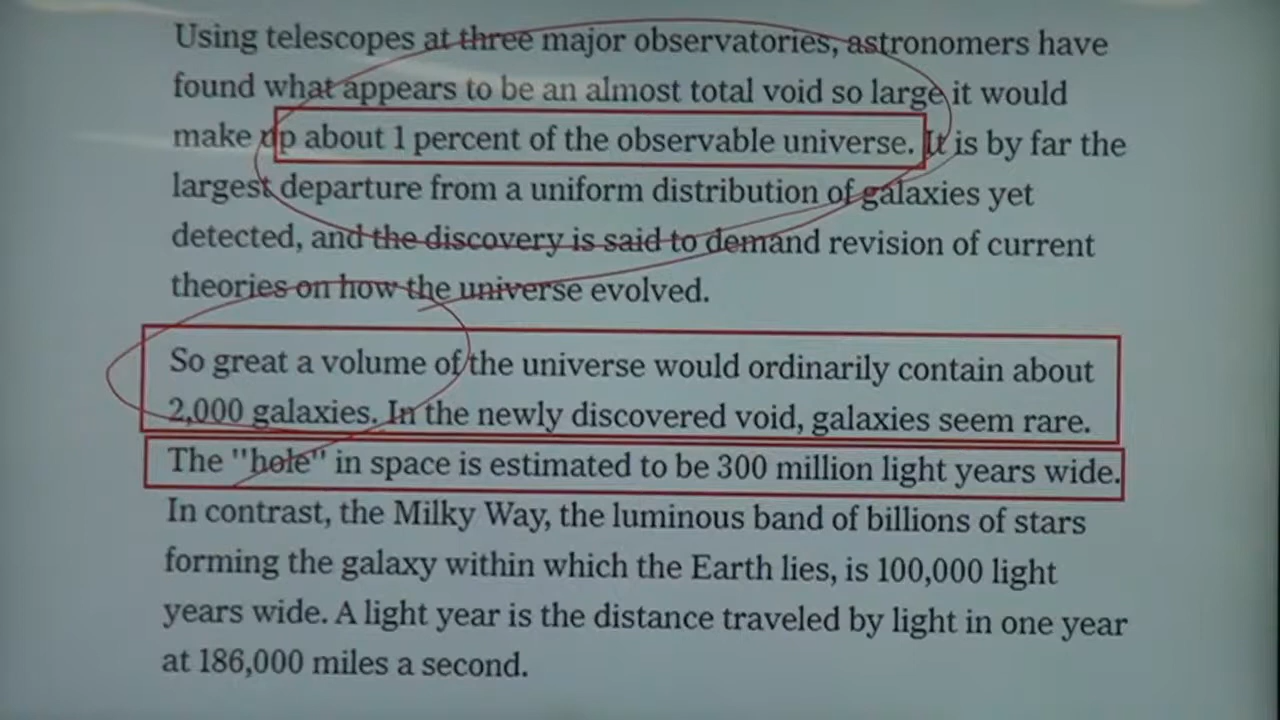 Using telescopes at three major observatories, astronomers have
found what appears to be an almost total void so large it would
make up about 1 percent of the observable universe. It is by far the
largest departure from a uniform distribution of galaxies yet
detected, and the discovery is said to demand revision of current
theories on how the universe evolved.
So great a volume of the universe would ordinarily contain about
2,000 galaxies. In the newly discovered void, galaxies seem rare.
The "hole" in space is estimated to be 300 million light years wide.
In contrast, the Milky Way, the luminous band of billions of stars
forming the galaxy within which the Earth lies, is 100,000 light
years wide. A light year is the distance traveled by light in one year
at 186,000 miles a second.